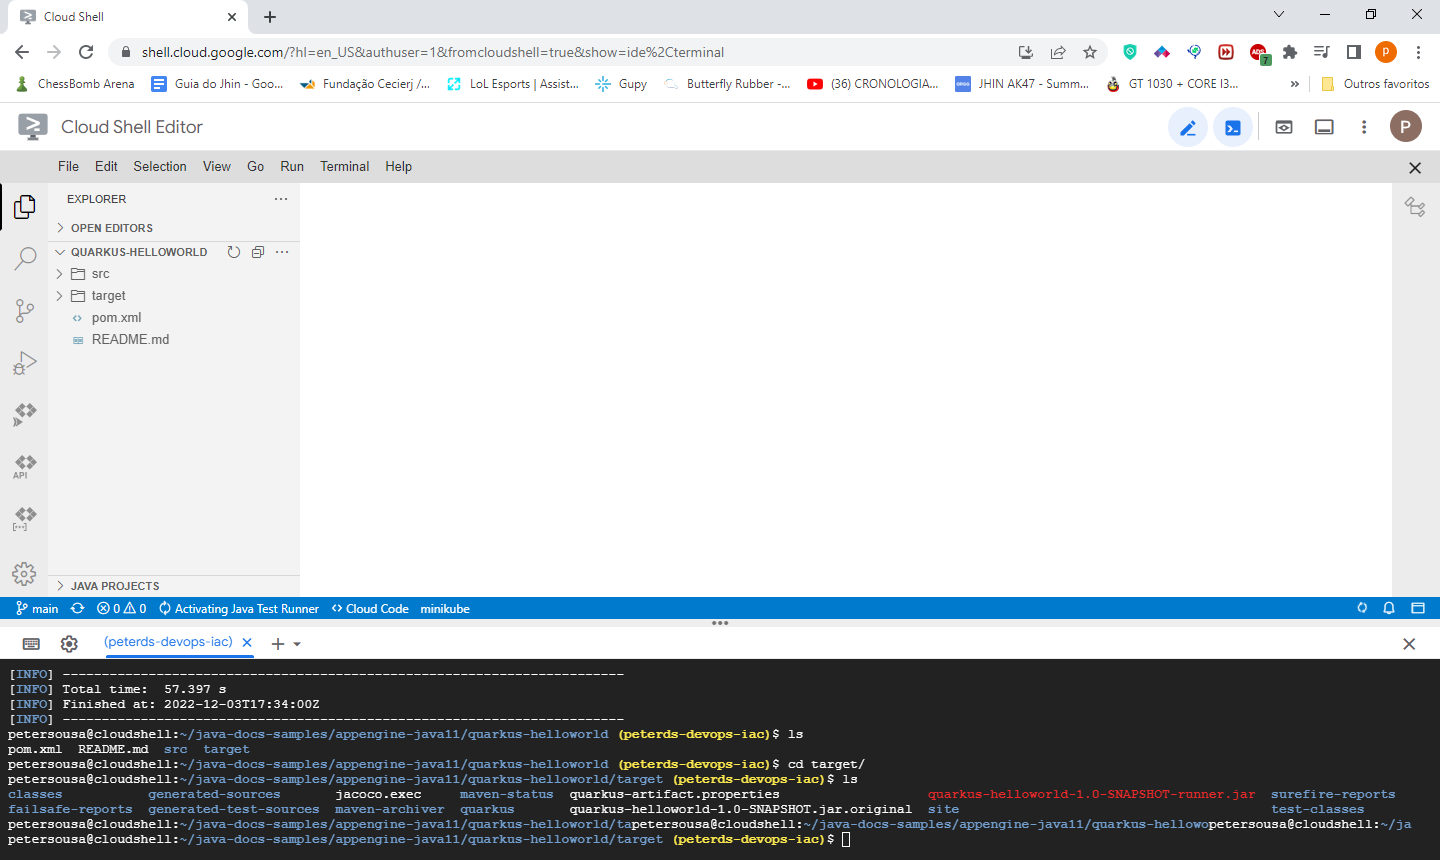 Cloud Shell
shell.cloud.google.com/?hl=en_US&authuser=1&fromcloudshell=true&show=ide%2Cterminal
ADS
7
P
ChessBomb Arena
Guia do Jhin - Goo...
Fundação Cecierj /...
LoL Esports | Assist...
Gupy
Butterfly Rubber -...
(36) CRONOLOGIA...
JHIN AK47 - Summ...
GT 1030 + CORE I3...
»
Outros favoritos
Cloud Shell Editor
P
File Edit Selection View Go Run Terminal Help
EXPLORER
OPEN EDITORS
QUARKUS-HELLOWORLD
src
target
pom.xml
README.md
API
JAVA PROJECTS
main 0 0 Activating Java Test Runner <> Cloud Code minikube
(peterds-devops-iac)
[INFO] ------------------------------------------------------------------------
[INFO] Total time:  57.397 s
[INFO] Finished at: 2022-12-03T17:34:00Z
[INFO] ------------------------------------------------------------------------
petersousa@cloudshell:~/java-docs-samples/appengine-java11/quarkus-helloworld (peterds-devops-iac)$ ls
pom.xml  README.md  src  target
petersousa@cloudshell:~/java-docs-samples/appengine-java11/quarkus-helloworld (peterds-devops-iac)$ cd target/
petersousa@cloudshell:~/java-docs-samples/appengine-java11/quarkus-helloworld/target (peterds-devops-iac)$ ls
classes generated-sources jacoco.exec maven-status quarkus-artifact.properties quarkus-helloworld-1.0-SNAPSHOT-runner.jar surefire-reports
failsafe-reports generated-test-sources maven-archiver quarkus quarkus-helloworld-1.0-SNAPSHOT.jar.original site test-classes
petersousa@cloudshell:~/java-docs-samples/appengine-java11/quarkus-helloworld/tapetersousa@cloudshell:~/java-docs-samples/appengine-java11/quarkus-hellowopetersousa@cloudshell:~/ja
petersousa@cloudshell:~/java-docs-samples/appengine-java11/quarkus-helloworld/target (peterds-devops-iac)$